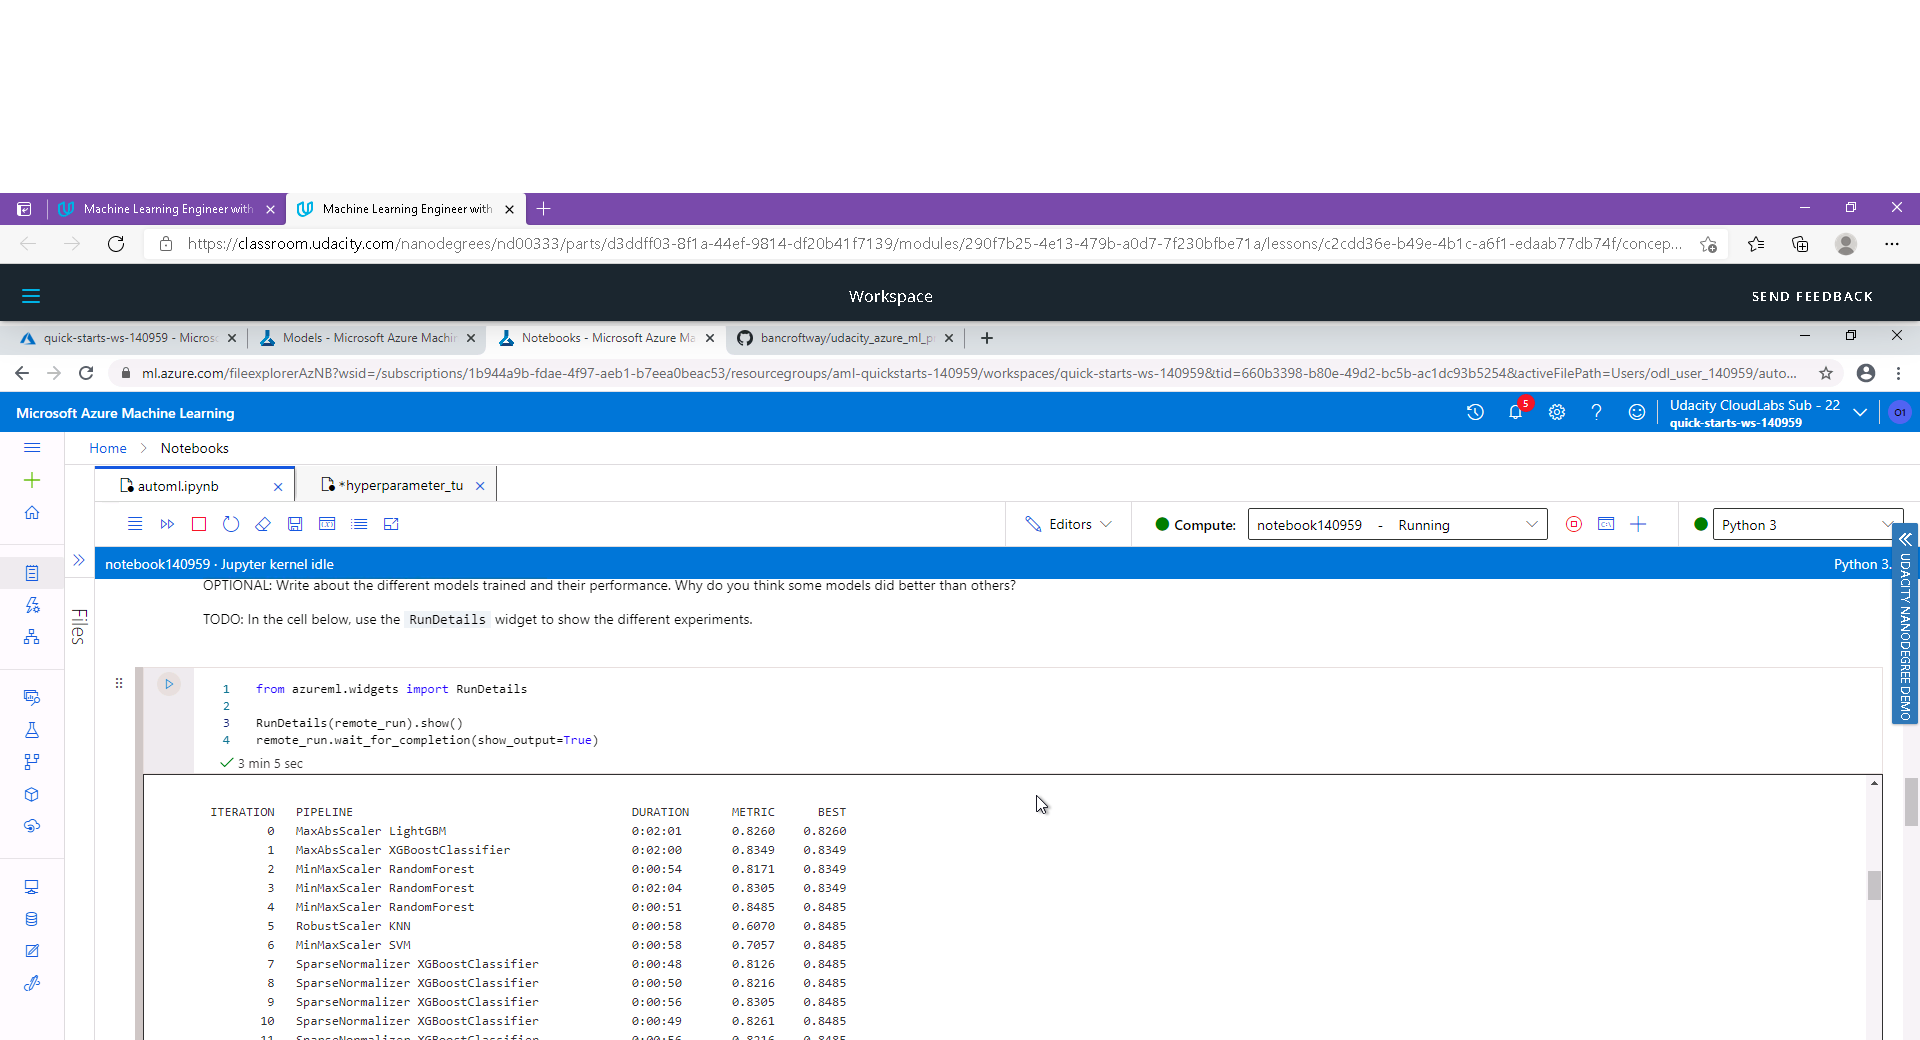 Machine Learning Engineer with
Machine Learning Engineer with
https://classroom.udacity.com/nanodegrees/nd00333/parts/d3ddff03-8f1a-44ef-9814-df20b41f7139/modules/290f7b25-4e13-479b-a0d7-7f230bfbe71a/lessons/c2cdd36e-b49e-4b1c-a6f1-edaab77db74f/concep...
Workspace
SEND FEEDBACK
quick-starts-ws-140959 - Micros
Models - Microsoft Azure Machin
Notebooks - Microsoft Azure Ma
bancroftway/udacity_azure_ml_p
ml.azure.com/fileexplorerAzNB?wsid=/subscriptions/1b944a9b-fdae-4f97-aeb1-b7eea0beac53/resourcegroups/aml-quickstarts-140959/workspaces/quick-starts-ws-140959&tid=660b3398-b80e-49d2-bc5b-ac1dc93b5254&activeFilePath=Users/odl_user_140959/auto...
Microsoft Azure Machine Learning
5
Udacity CloudLabs Sub - 22
quick-starts-ws-140959
O1
Home > Notebooks
automl.ipynb
*hyperparameter_tu
Editors
Compute:
notebook140959 - Running
Python 3
notebook140959 · Jupyter kernel idle
Python 3.
Files
UDACITY NANODEGREE DEMO
OPTIONAL: Write about the different models trained and their performance. Why do you think some models did better than others?
TODO: In the cell below, use the RunDetails widget to show the different experiments.
1 from azureml.widgets import RunDetails
2
3 RunDetails(remote_run).show()
4 remote_run.wait_for_completion(show_output=True)
3 min 5 sec
ITERATION PIPELINE DURATION METRIC BEST
0 MaxAbsScaler LightGBM 0:02:01 0.8260 0.8260
1 MaxAbsScaler XGBoostClassifier 0:02:00 0.8349 0.8349
2 MinMaxScaler RandomForest 0:00:54 0.8171 0.8349
3 MinMaxScaler RandomForest 0:02:04 0.8305 0.8349
4 MinMaxScaler RandomForest 0:00:51 0.8485 0.8485
5 RobustScaler KNN 0:00:58 0.6070 0.8485
6 MinMaxScaler SVM 0:00:58 0.7057 0.8485
7 SparseNormalizer XGBoostClassifier 0:00:48 0.8126 0.8485
8 SparseNormalizer XGBoostClassifier 0:00:50 0.8216 0.8485
9 SparseNormalizer XGBoostClassifier 0:00:56 0.8305 0.8485
10 SparseNormalizer XGBoostClassifier 0:00:49 0.8261 0.8485
11 SparseNormalizer XGBoostClassifier 0:00:56 0.8216 0.8485